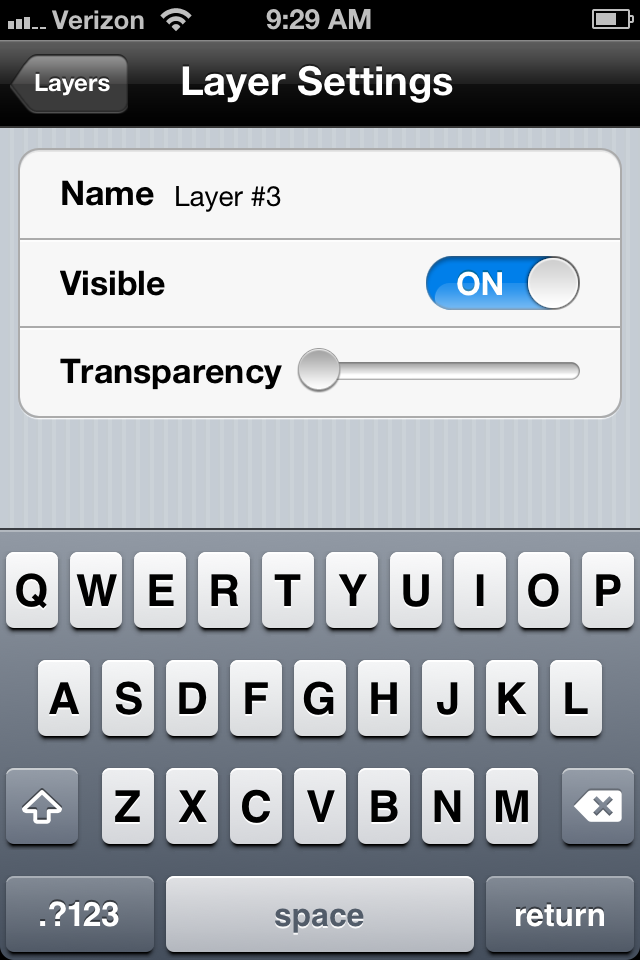 Verizon 9:29 AM
Layers Layer Settings
Name Layer #3
Visible ON
Transparency
Q W E R T Y U I O P
A S D F G H J K L
Z X C V B N M
.?123 space return